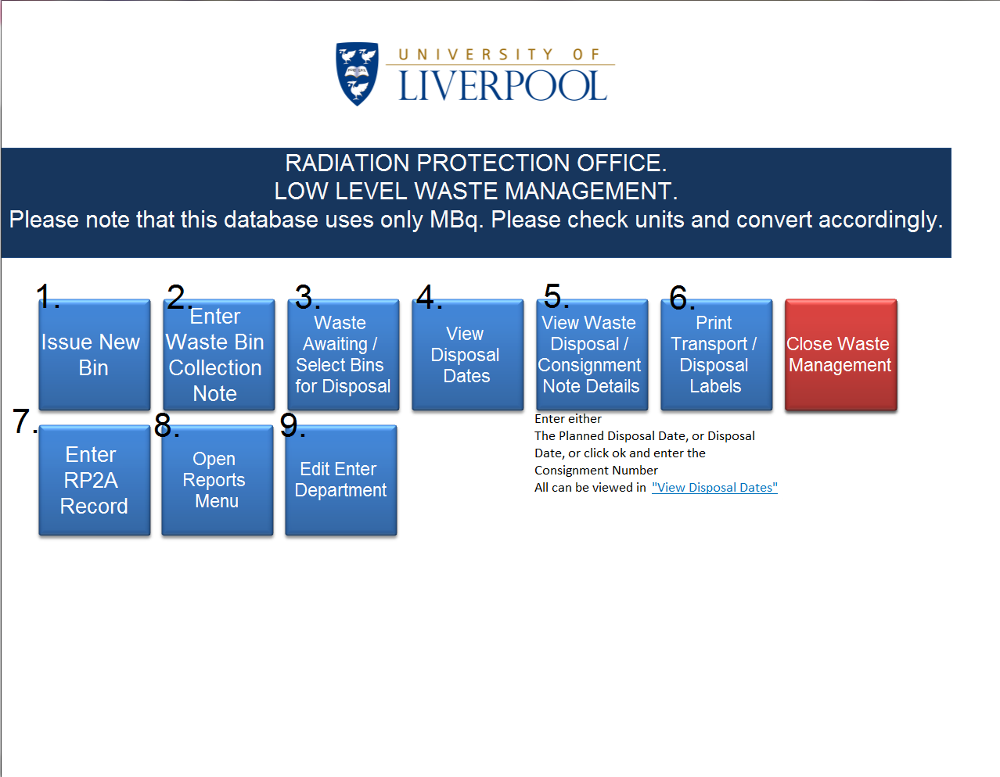 UNIVERSITY OF
LIVERPOOL
RADIATION PROTECTION OFFICE.
LOW LEVEL WASTE MANAGEMENT.
Please note that this database uses only MBq. Please check units and convert accordingly.
1.
Issue New
Bin
2.
Enter
Waste Bin
Collection
Note
3.
Waste
Awaiting /
Select Bins
for Disposal
4.
View
Disposal
Dates
5.
View Waste
Disposal /
Consignment
Note Details
6.
Print
Transport /
Disposal
Labels
Close Waste
Management
Enter either
The Planned Disposal Date, or Disposal
Date, or click ok and enter the
Consignment Number
All can be viewed in "View Disposal Dates"
7.
Enter
RP2A
Record
8.
Open
Reports
Menu
9.
Edit Enter
Department